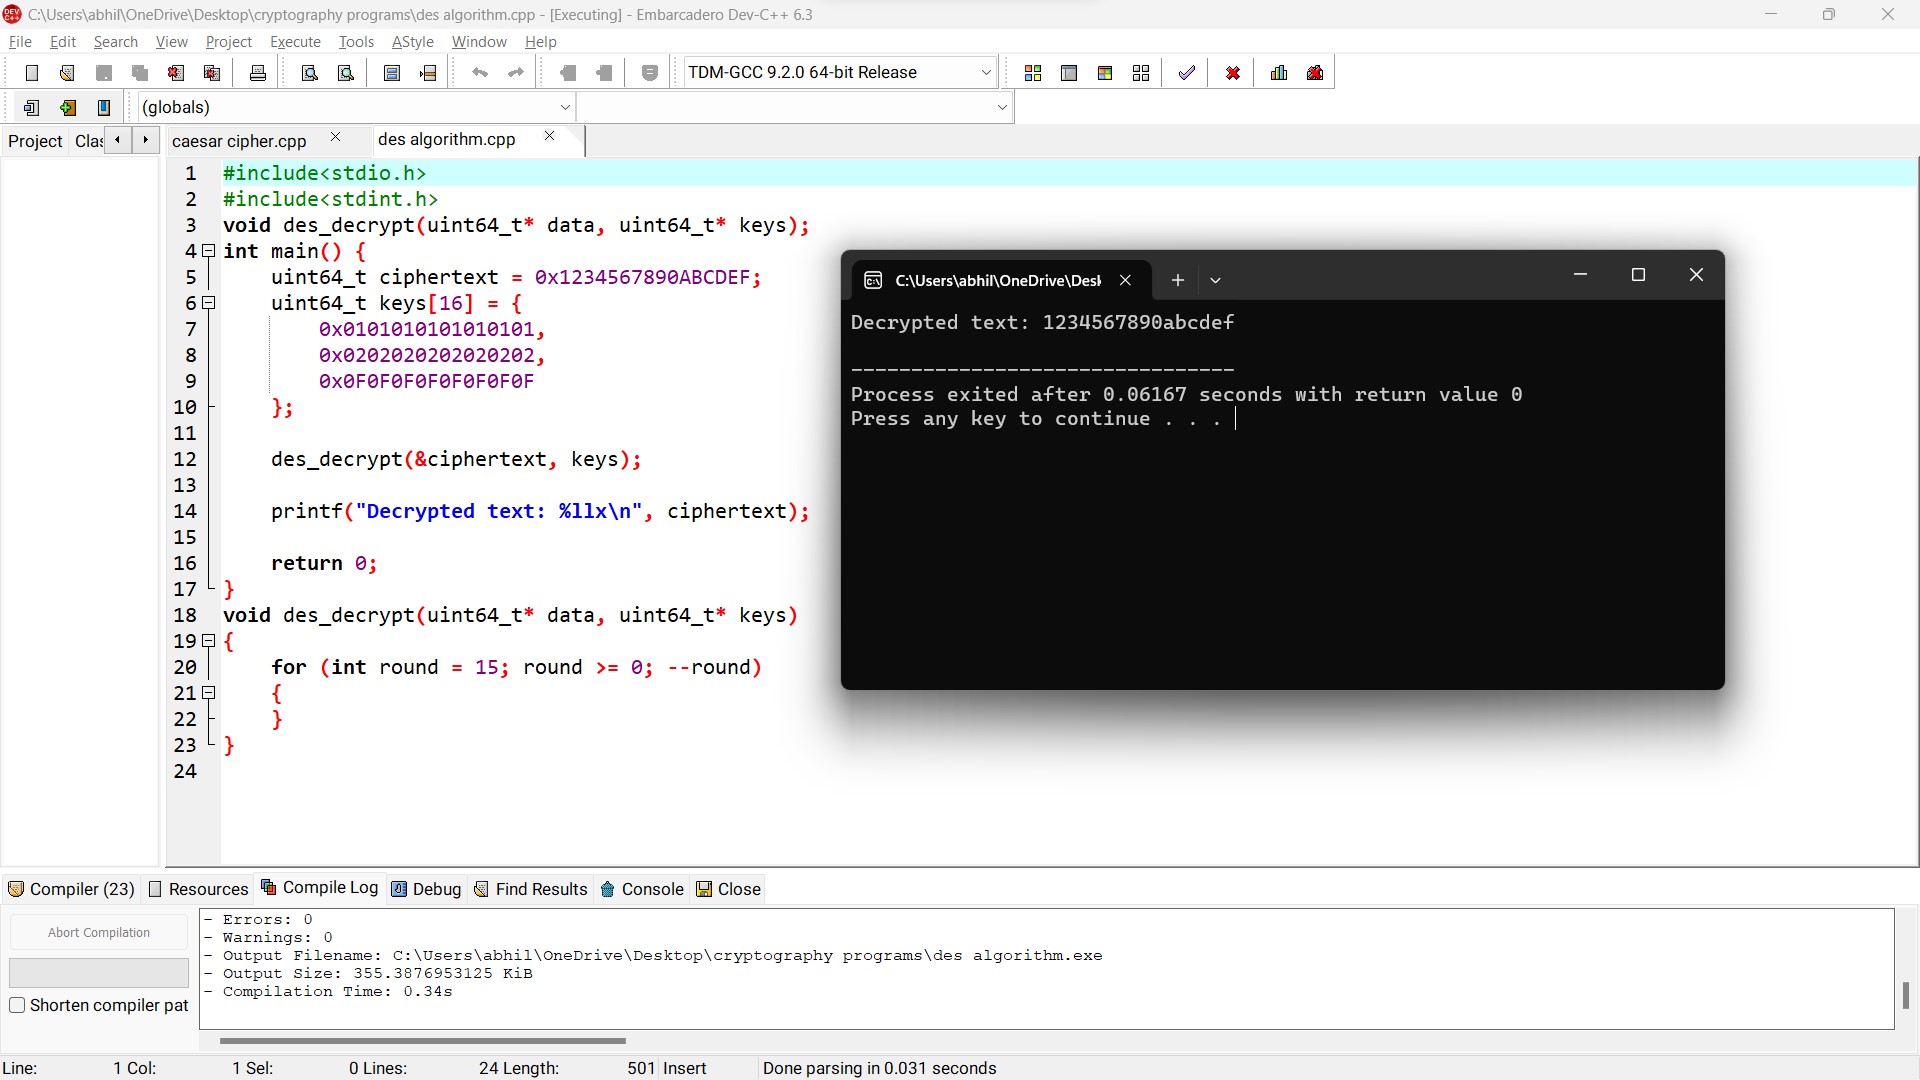 C:\Users\abhil\OneDrive\Desktop\cryptography programs\des algorithm.cpp - [Executing] - Embarcadero Dev-C++ 6.3
File Edit Search View Project Execute Tools AStyle Window Help
TDM-GCC 9.2.0 64-bit Release
(globals)
Project Clas
caesar cipher.cpp des algorithm.cpp
1 #include<stdio.h>
2 #include<stdint.h>
3 void des_decrypt(uint64_t* data, uint64_t* keys);
4 int main() {
5 uint64_t ciphertext = 0x1234567890ABCDEF;
6 uint64_t keys[16] = {
7 0x0101010101010101,
8 0x0202020202020202,
9 0x0F0F0F0F0F0F0F0F
10 };
11
12 des_decrypt(&ciphertext, keys);
13
14 printf("Decrypted text: %llx\n", ciphertext);
15
16 return 0;
17 }
18 void des_decrypt(uint64_t* data, uint64_t* keys)
19 {
20 for (int round = 15; round >= 0; --round)
21 {
22 }
23 }
24
C:\Users\abhil\OneDrive\Desk
Decrypted text: 1234567890abcdef
--------------------------------
Process exited after 0.06167 seconds with return value 0
Press any key to continue . . .
Compiler (23) Resources Compile Log Debug Find Results Console Close
Abort Compilation
Shorten compiler pat
- Errors: 0
- Warnings: 0
- Output Filename: C:\Users\abhil\OneDrive\Desktop\cryptography programs\des algorithm.exe
- Output Size: 355.3876953125 KiB
- Compilation Time: 0.34s
Line: 1 Col: 1 Sel: 0 Lines: 24 Length: 501 Insert Done parsing in 0.031 seconds